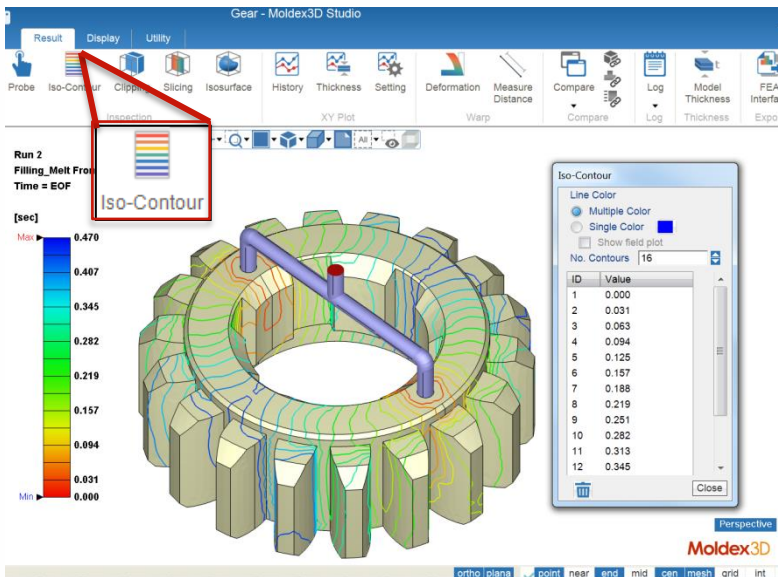 Gear - Moldex3D Studio
Result Display Utility
Probe Iso-Contour Clipping Slicing Isosurface History Thickness Setting Deformation Measure Distance Compare Log Model Thickness FEA
Inspection XY Plot Warp Compare Log Thickness
Iso-Contour
All
Run 2
Filling_Melt
Time = EOF
[sec]
Max 0.470
0.407
0.345
0.282
0.219
0.157
0.094
0.031
Min 0.000
Iso-Contour
Line Color
Multiple Color
Single Color
Show field plot
No. Contours 16
ID Value
1 0.000
2 0.031
3 0.063
4 0.094
5 0.125
6 0.157
7 0.188
8 0.219
9 0.251
10 0.282
11 0.313
12 0.345
Close
Perspective
Moldex3D
ortho plana point near end mid cen mesh grid int